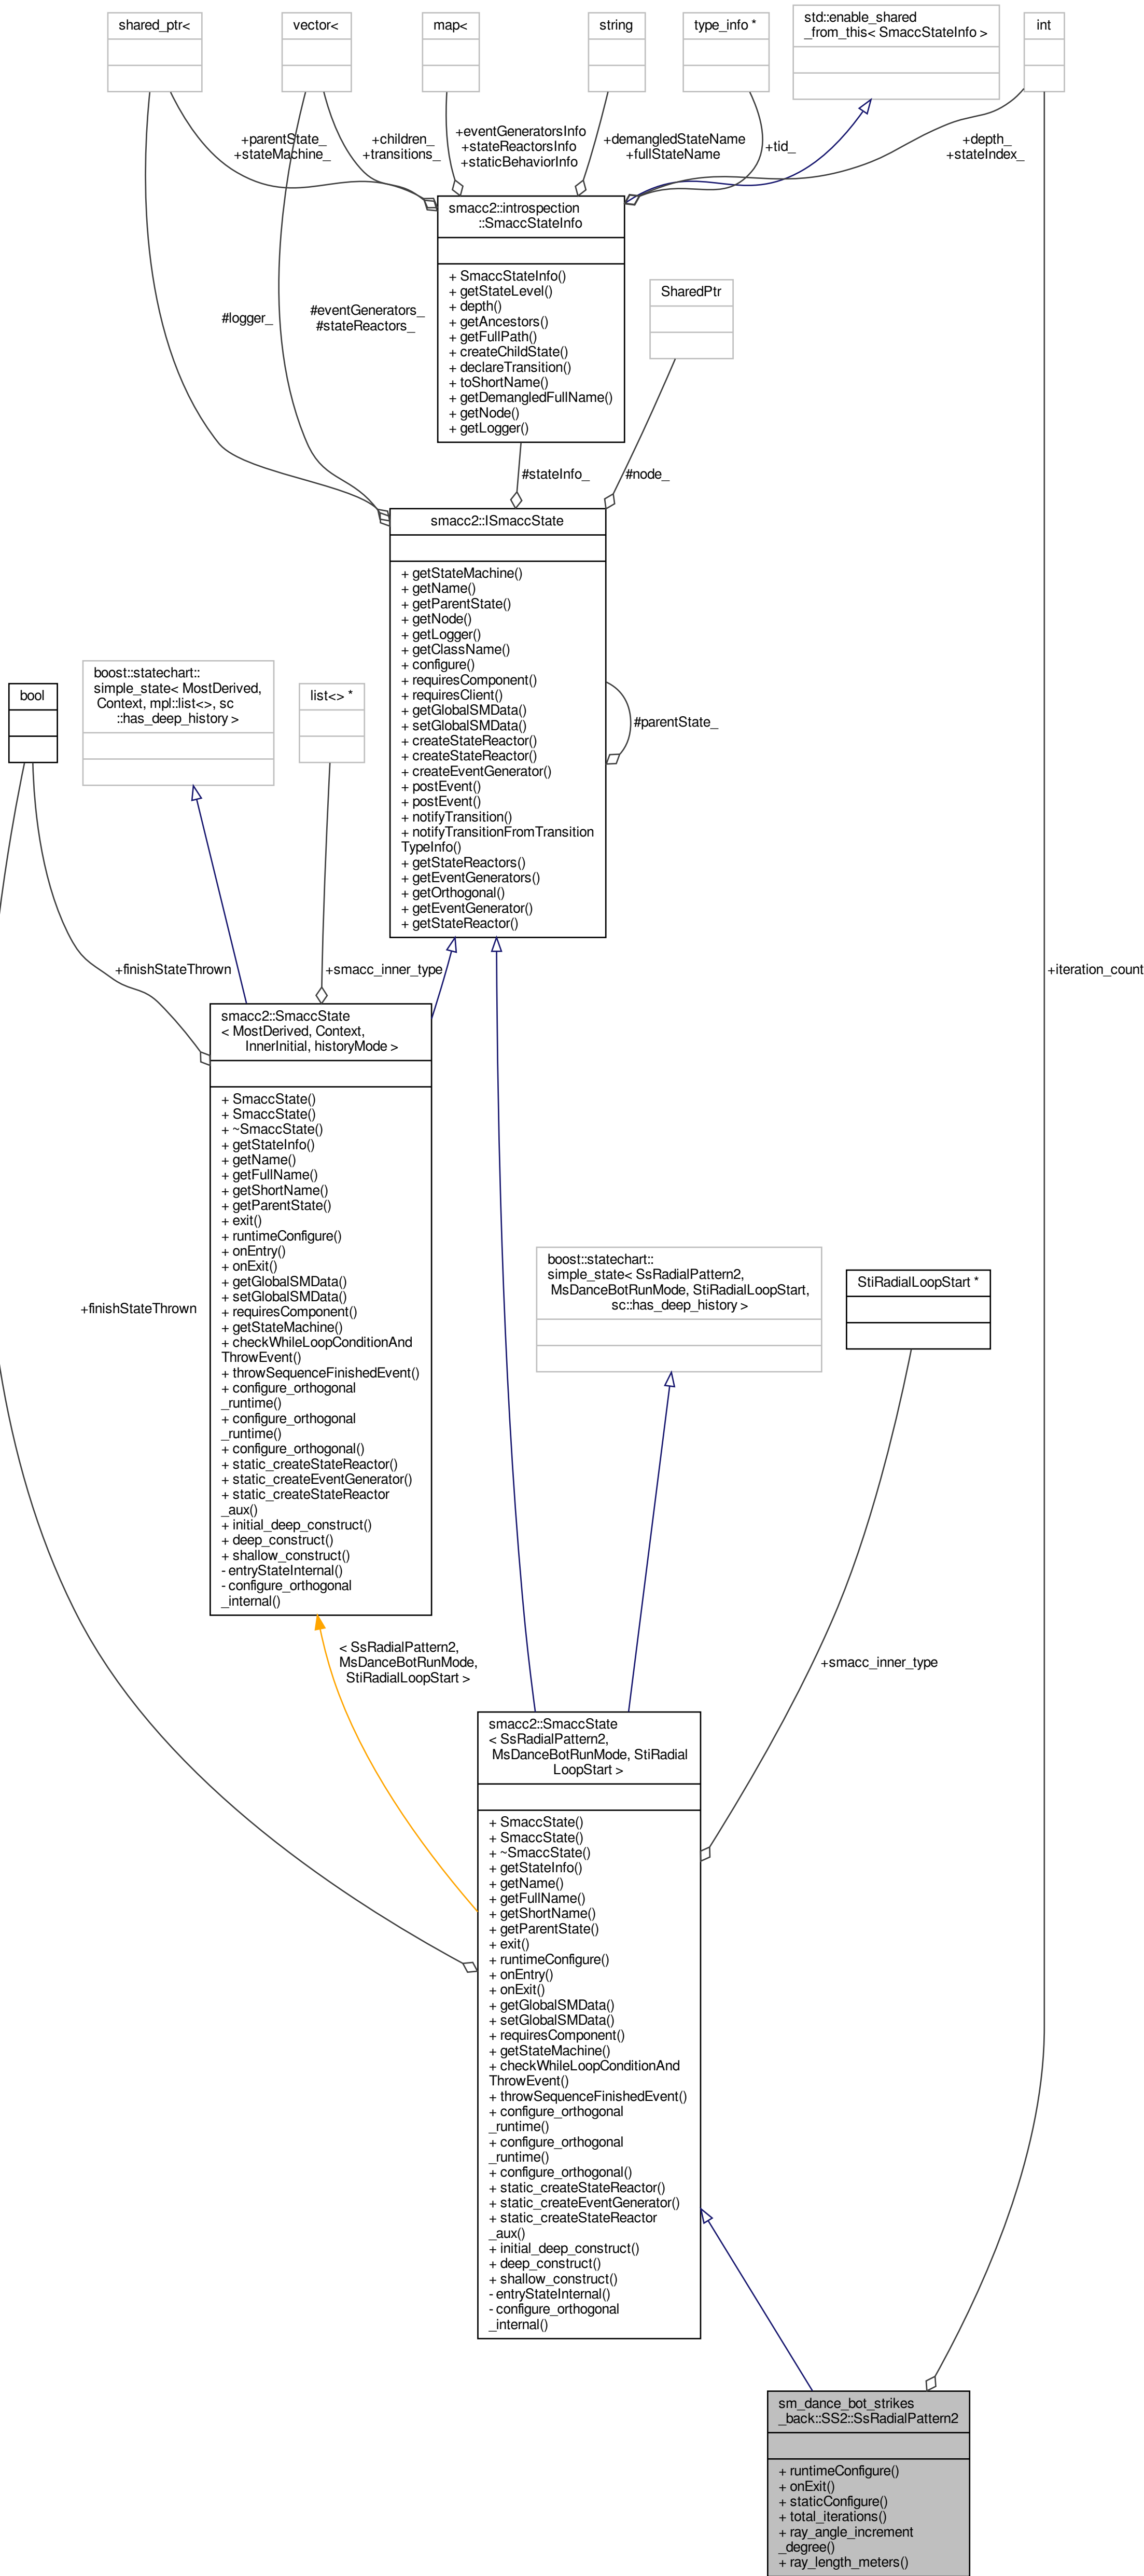 shared_ptr<
vector<
map<
string
type_info *
std::enable_shared
_from_this< SmaccStateInfo >
int
+parentState_
+stateMachine_
+children_
+transitions_
+eventGeneratorsInfo
+stateReactorsInfo
+staticBehaviorInfo
+demangledStateName
+fullStateName
+tid_
+depth_
+stateIndex_
smacc2::introspection
::SmaccStateInfo
+ SmaccStateInfo()
+ getStateLevel()
+ depth()
+ getAncestors()
+ getFullPath()
+ createChildState()
+ declareTransition()
+ toShortName()
+ getDemangledFullName()
+ getNode()
+ getLogger()
SharedPtr
#logger_
#eventGenerators_
#stateReactors_
#stateInfo_
#node_
smacc2::ISmaccState
+ getStateMachine()
+ getName()
+ getParentState()
+ getNode()
+ getLogger()
+ getClassName()
+ configure()
+ requiresComponent()
+ requiresClient()
+ getGlobalSMData()
+ setGlobalSMData()
+ createStateReactor()
+ createStateReactor()
+ createEventGenerator()
+ postEvent()
+ postEvent()
+ notifyTransition()
+ notifyTransitionFromTransition
TypeInfo()
+ getStateReactors()
+ getEventGenerators()
+ getOrthogonal()
+ getEventGenerator()
+ getStateReactor()
#parentState_
bool
boost::statechart::
simple_state< MostDerived,
Context, mpl::list<>, sc
::has_deep_history >
list<> *
+finishStateThrown
+smacc_inner_type
+iteration_count
smacc2::SmaccState
< MostDerived, Context,
InnerInitial, historyMode >
+ SmaccState()
+ SmaccState()
+ ~SmaccState()
+ getStateInfo()
+ getName()
+ getFullName()
+ getShortName()
+ getParentState()
+ exit()
+ runtimeConfigure()
+ onEntry()
+ onExit()
+ getGlobalSMData()
+ setGlobalSMData()
+ requiresComponent()
+ getStateMachine()
+ checkWhileLoopConditionAnd
ThrowEvent()
+ throwSequenceFinishedEvent()
+ configure_orthogonal
_runtime()
+ configure_orthogonal
_runtime()
+ configure_orthogonal()
+ static_createStateReactor()
+ static_createEventGenerator()
+ static_createStateReactor
_aux()
+ initial_deep_construct()
+ deep_construct()
+ shallow_construct()
- entryStateInternal()
- configure_orthogonal
_internal()
+finishStateThrown
boost::statechart::
simple_state< SsRadialPattern2,
MsDanceBotRunMode, StiRadialLoopStart,
sc::has_deep_history >
StiRadialLoopStart *
< SsRadialPattern2,
MsDanceBotRunMode,
StiRadialLoopStart >
+smacc_inner_type
smacc2::SmaccState
< SsRadialPattern2,
MsDanceBotRunMode, StiRadial
LoopStart >
+ SmaccState()
+ SmaccState()
+ ~SmaccState()
+ getStateInfo()
+ getName()
+ getFullName()
+ getShortName()
+ getParentState()
+ exit()
+ runtimeConfigure()
+ onEntry()
+ onExit()
+ getGlobalSMData()
+ setGlobalSMData()
+ requiresComponent()
+ getStateMachine()
+ checkWhileLoopConditionAnd
ThrowEvent()
+ throwSequenceFinishedEvent()
+ configure_orthogonal
_runtime()
+ configure_orthogonal
_runtime()
+ configure_orthogonal()
+ static_createStateReactor()
+ static_createEventGenerator()
+ static_createStateReactor
_aux()
+ initial_deep_construct()
+ deep_construct()
+ shallow_construct()
- entryStateInternal()
- configure_orthogonal
_internal()
sm_dance_bot_strikes
_back::SS2::SsRadialPattern2
+ runtimeConfigure()
+ onExit()
+ staticConfigure()
+ total_iterations()
+ ray_angle_increment
_degree()
+ ray_length_meters()